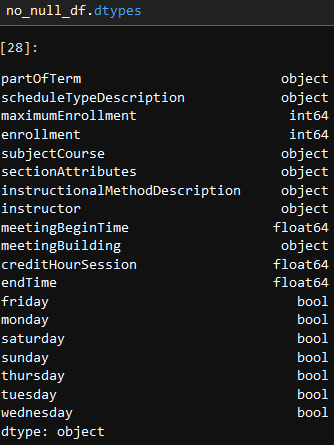 no_null_df.dtypes
[28]:
partOfTerm object
scheduleTypeDescription object
maximumEnrollment int64
enrollment int64
subjectCourse object
sectionAttributes object
instructionalMethodDescription object
instructor object
meetingBeginTime float64
meetingBuilding object
creditHourSession float64
endTime float64
friday bool
monday bool
saturday bool
sunday bool
thursday bool
tuesday bool
wednesday bool
dtype: object